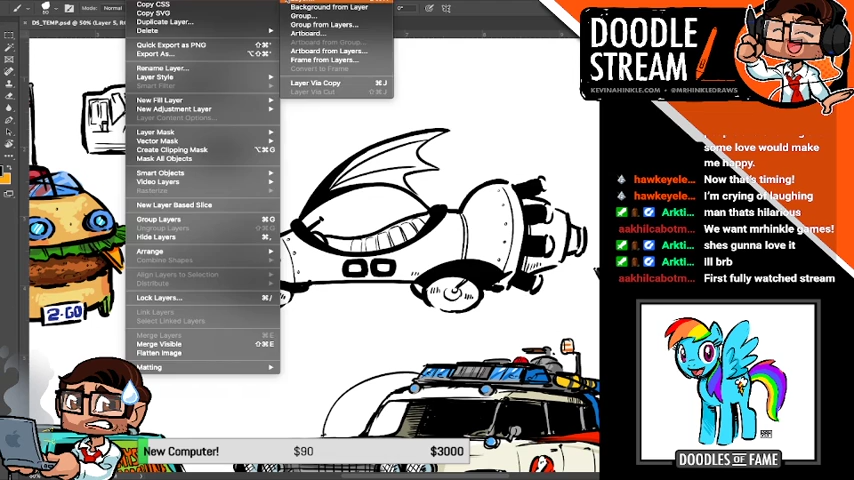 Mode: Normal
DS_TEMP.psd @ 50% (Layer 5, R
Copy CSS
Copy SVG
Duplicate Layer...
Delete
Quick Export as PNG ⇧⌘'
Export As... ⌥⇧⌘'
Rename Layer...
Layer Style
Smart Filter
New Fill Layer
New Adjustment Layer
Layer Content Options...
Layer Mask
Vector Mask
Create Clipping Mask ⌥⌘G
Mask All Objects
Smart Objects
Video Layers
Rasterize
New Layer Based Slice
Group Layers ⌘G
Ungroup Layers ⇧⌘G
Hide Layers ⌘,
Arrange
Combine Shapes
Align Layers to Selection
Distribute
Lock Layers... ⌘/
Link Layers
Select Linked Layers
Merge Layers ⌘E
Merge Visible ⇧⌘E
Flatten Image
Matting
Background from Layer
Group...
Group from Layers...
Artboard...
Artboard from Group...
Artboard from Layers...
Frame from Layers...
Convert to Frame
Layer Via Copy ⌘J
Layer Via Cut ⇧⌘J
2-GO
New Computer! $90 $3000
DOODLE
STREAM
KEVINAHINKLE.COM • @MRHINKLEDRAWS
some love would make
me happy.
hawkeyele... Now that's timing!
hawkeyele... I'm crying of laughing
Arkti... man thats hilarious
aakhilcabotm... We want mrhinkle games!
Arkti... shes gunna love it
Arkti... Ill brb
aakhilcabotm... First fully watched stream
DOODLES OF FAME